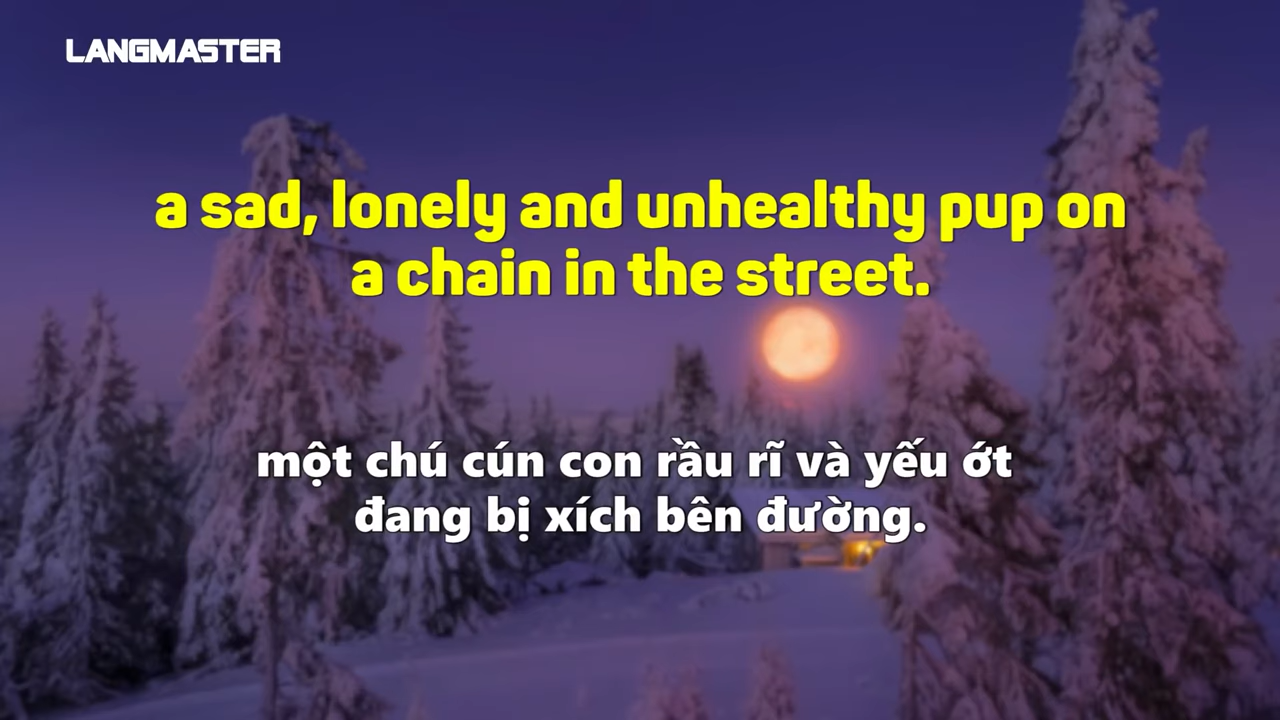 LANGMASTER
a sad, lonely and unhealthy pup on
a chain in the street.
một chú cún con rầu rĩ và yếu ớt
đang bị xích bên đường.